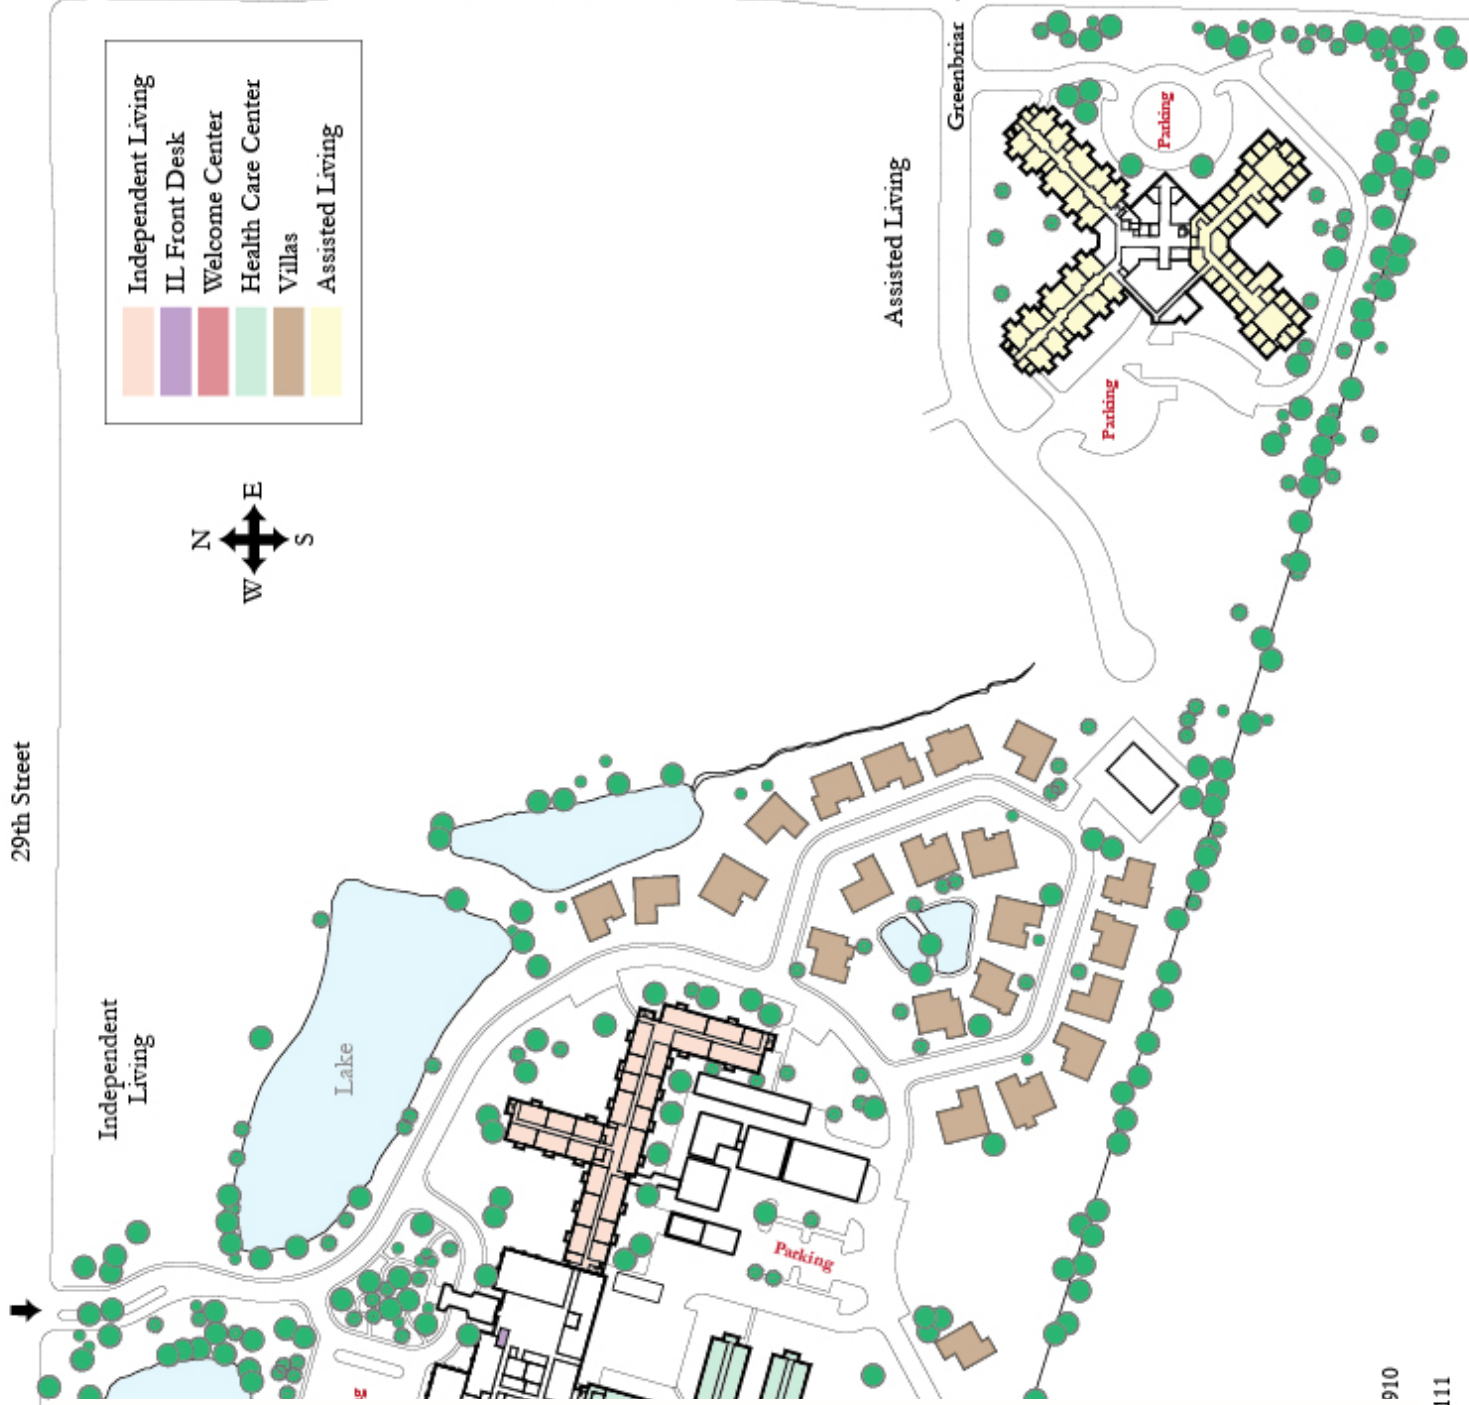 29th Street
Independent Living
IL Front Desk
Welcome Center
Health Care Center
Villas
Assisted Living
N
W
E
S
Greenbriar
Assisted Living
Parking
Parking
Independent
Living
Lake
Parking
910
111